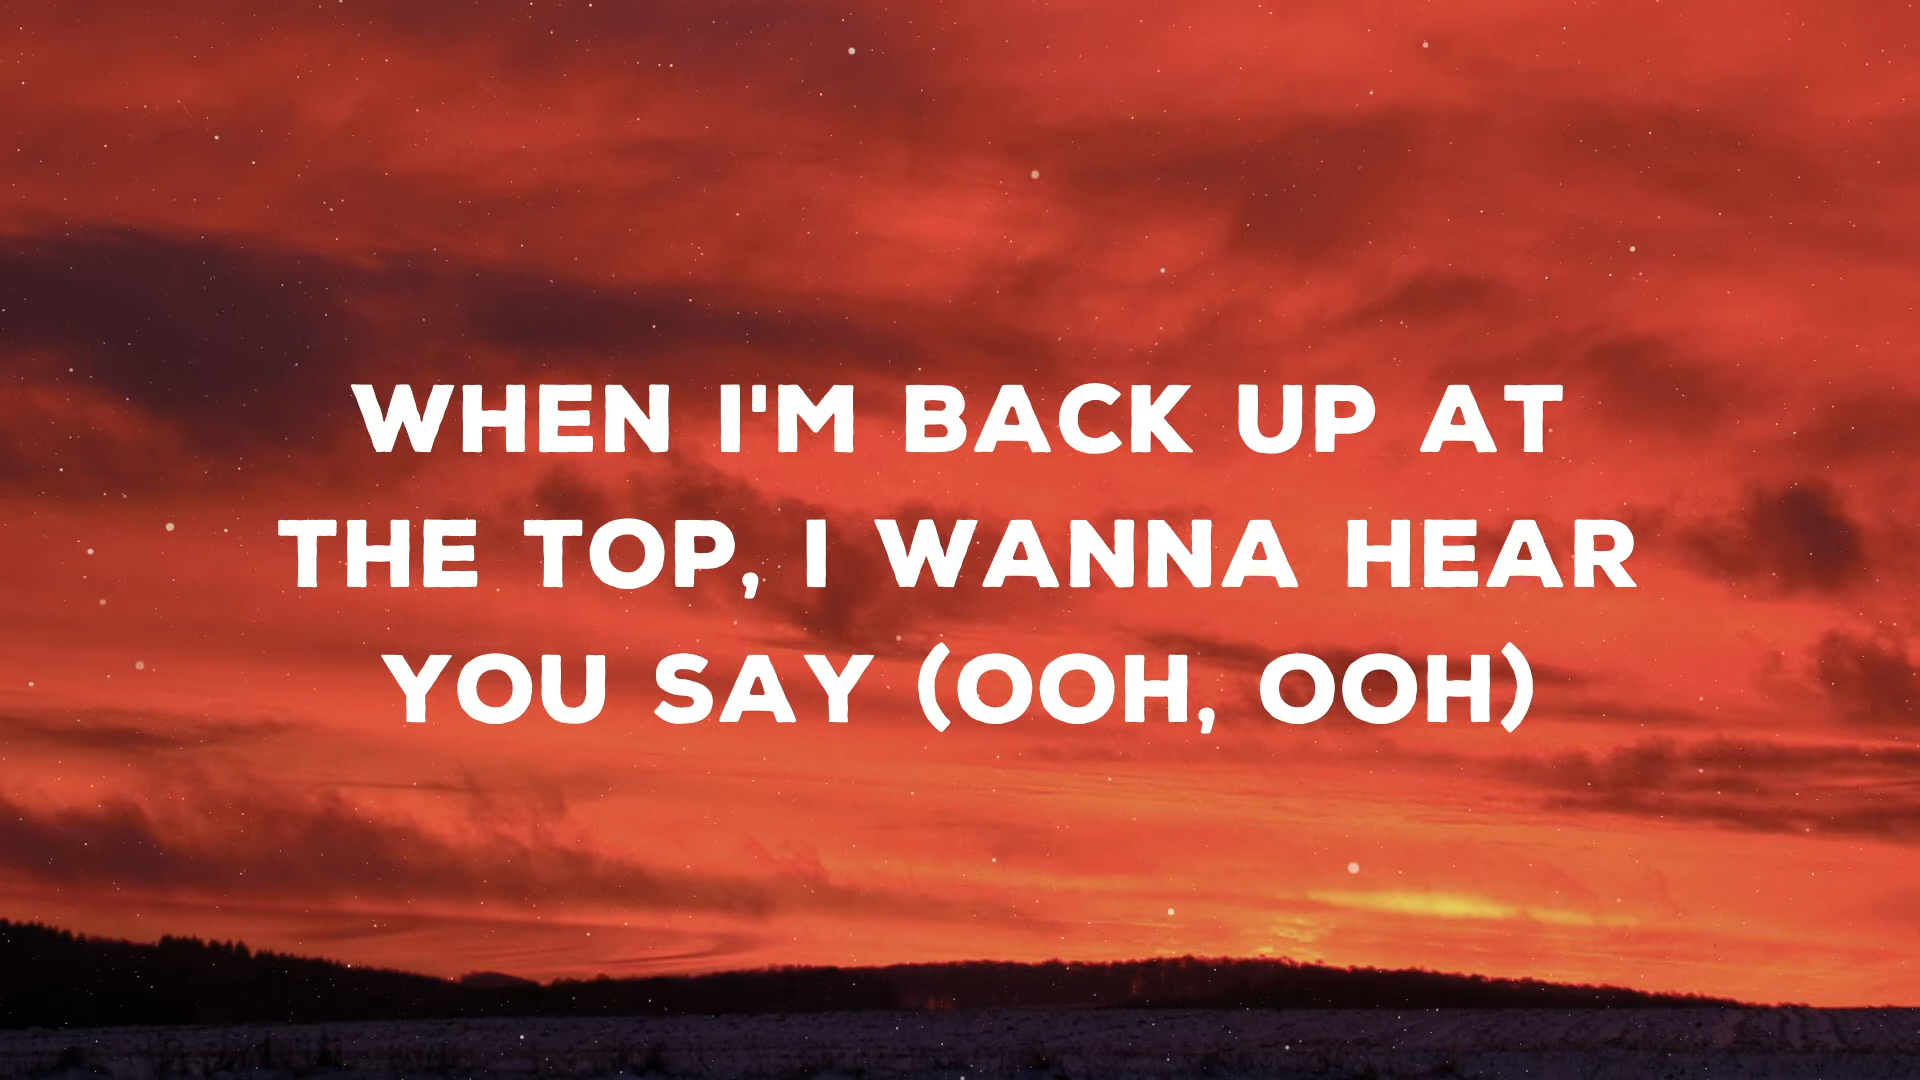 WHEN I'M BACK UP AT
THE TOP, I WANNA HEAR
YOU SAY (OOH, OOH)